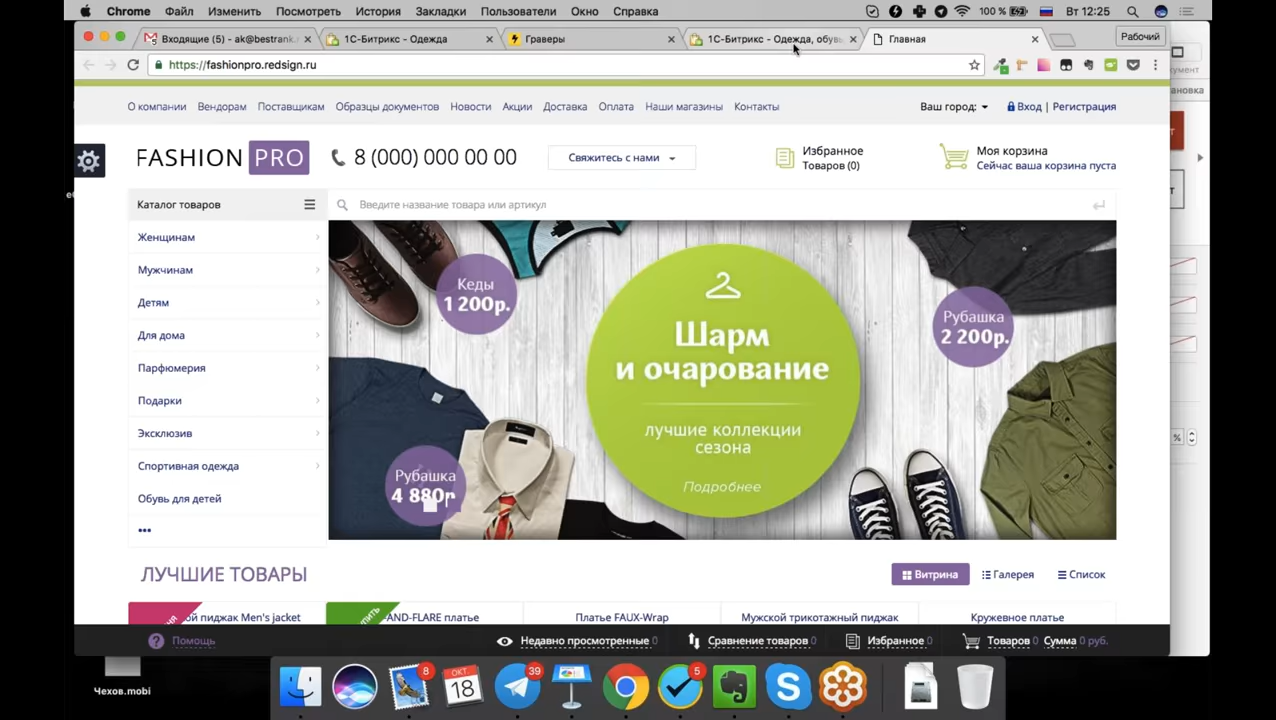 Chrome Файл Изменить Посмотреть История Закладки Пользователи Окно Справка 100 % Вт 12:25
Входящие (5) - ak@bestrank.r
1С-Битрикс - Одежда
Граверы
1С-Битрикс - Одежда, обувь
Главная
Рабочий
https://fashionpro.redsign.ru
О компании Вендорам Поставщикам Образцы документов Новости Акции Доставка Оплата Наши магазины Контакты
Ваш город:
Вход | Регистрация
FASHION PRO
8 (000) 000 00 00
Свяжитесь с нами
Избранное
Товаров (0)
Моя корзина
Сейчас ваша корзина пуста
Каталог товаров
Введите название товара или артикул
Женщинам
Мужчинам
Детям
Для дома
Парфюмерия
Подарки
Эксклюзив
Спортивная одежда
Обувь для детей
•••
Кеды
1 200р.
Шарм
и очарование
лучшие коллекции
сезона
Подробнее
Рубашка
2 200р.
Рубашка
4 880р
ЛУЧШИЕ ТОВАРЫ
Витрина
Галерея
Список
ой пиджак Men's jacket
AND-FLARE платье
Платье FAUX-Wrap
Мужской трикотажный пиджак
Кружевное платье
Помощь
Недавно просмотренные 0
Сравнение товаров 0
Избранное 0
Товаров 0 Сумма 0 руб.
%
Чехов.mobi
8
ОКТ
18
39
5